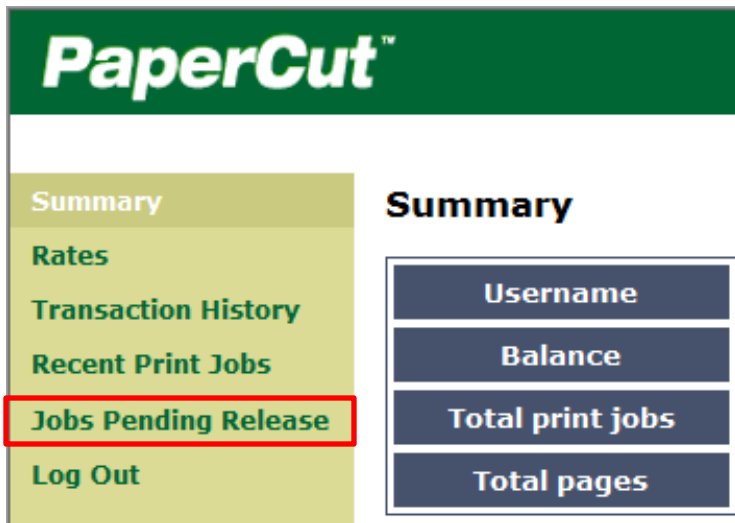 PaperCut™
Summary
Rates
Transaction History
Recent Print Jobs
Jobs Pending Release
Log Out
Summary
Username
Balance
Total print jobs
Total pages